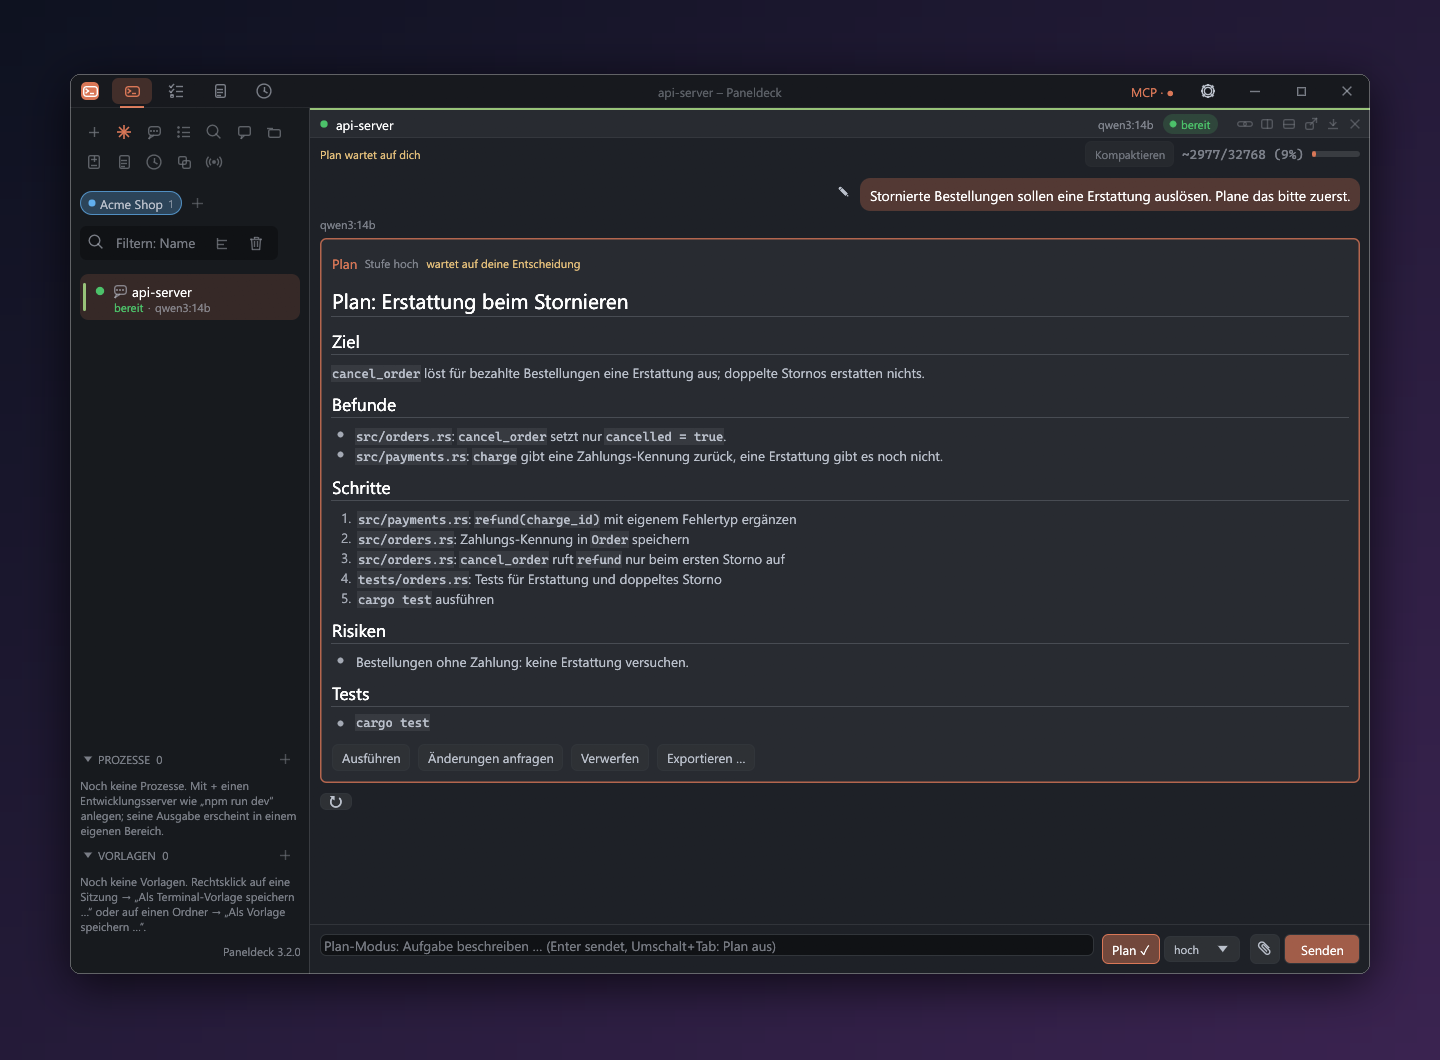 api-server – Paneldeck
MCP ·
api-server
qwen3:14b
bereit
Plan wartet auf dich
Kompaktieren
~2977/32768 (9%)
Acme Shop 1
Filtern: Name
api-server
bereit · qwen3:14b
Stornierte Bestellungen sollen eine Erstattung auslösen. Plane das bitte zuerst.
qwen3:14b
Plan Stufe hoch wartet auf deine Entscheidung
Plan: Erstattung beim Stornieren
Ziel
cancel_order löst für bezahlte Bestellungen eine Erstattung aus; doppelte Stornos erstatten nichts.
Befunde
src/orders.rs: cancel_order setzt nur cancelled = true.
src/payments.rs: charge gibt eine Zahlungs-Kennung zurück, eine Erstattung gibt es noch nicht.
Schritte
1. src/payments.rs: refund(charge_id) mit eigenem Fehlertyp ergänzen
2. src/orders.rs: Zahlungs-Kennung in Order speichern
3. src/orders.rs: cancel_order ruft refund nur beim ersten Storno auf
4. tests/orders.rs: Tests für Erstattung und doppeltes Storno
5. cargo test ausführen
Risiken
Bestellungen ohne Zahlung: keine Erstattung versuchen.
Tests
cargo test
Ausführen
Änderungen anfragen
Verwerfen
Exportieren ...
PROZESSE 0
Noch keine Prozesse. Mit + einen
Entwicklungsserver wie „npm run dev“
anlegen; seine Ausgabe erscheint in einem
eigenen Bereich.
VORLAGEN 0
Noch keine Vorlagen. Rechtsklick auf eine
Sitzung → „Als Terminal-Vorlage speichern
…“ oder auf einen Ordner → „Als Vorlage
speichern …“.
Paneldeck 3.2.0
Plan-Modus: Aufgabe beschreiben … (Enter sendet, Umschalt+Tab: Plan aus)
Plan ✓
hoch
Senden